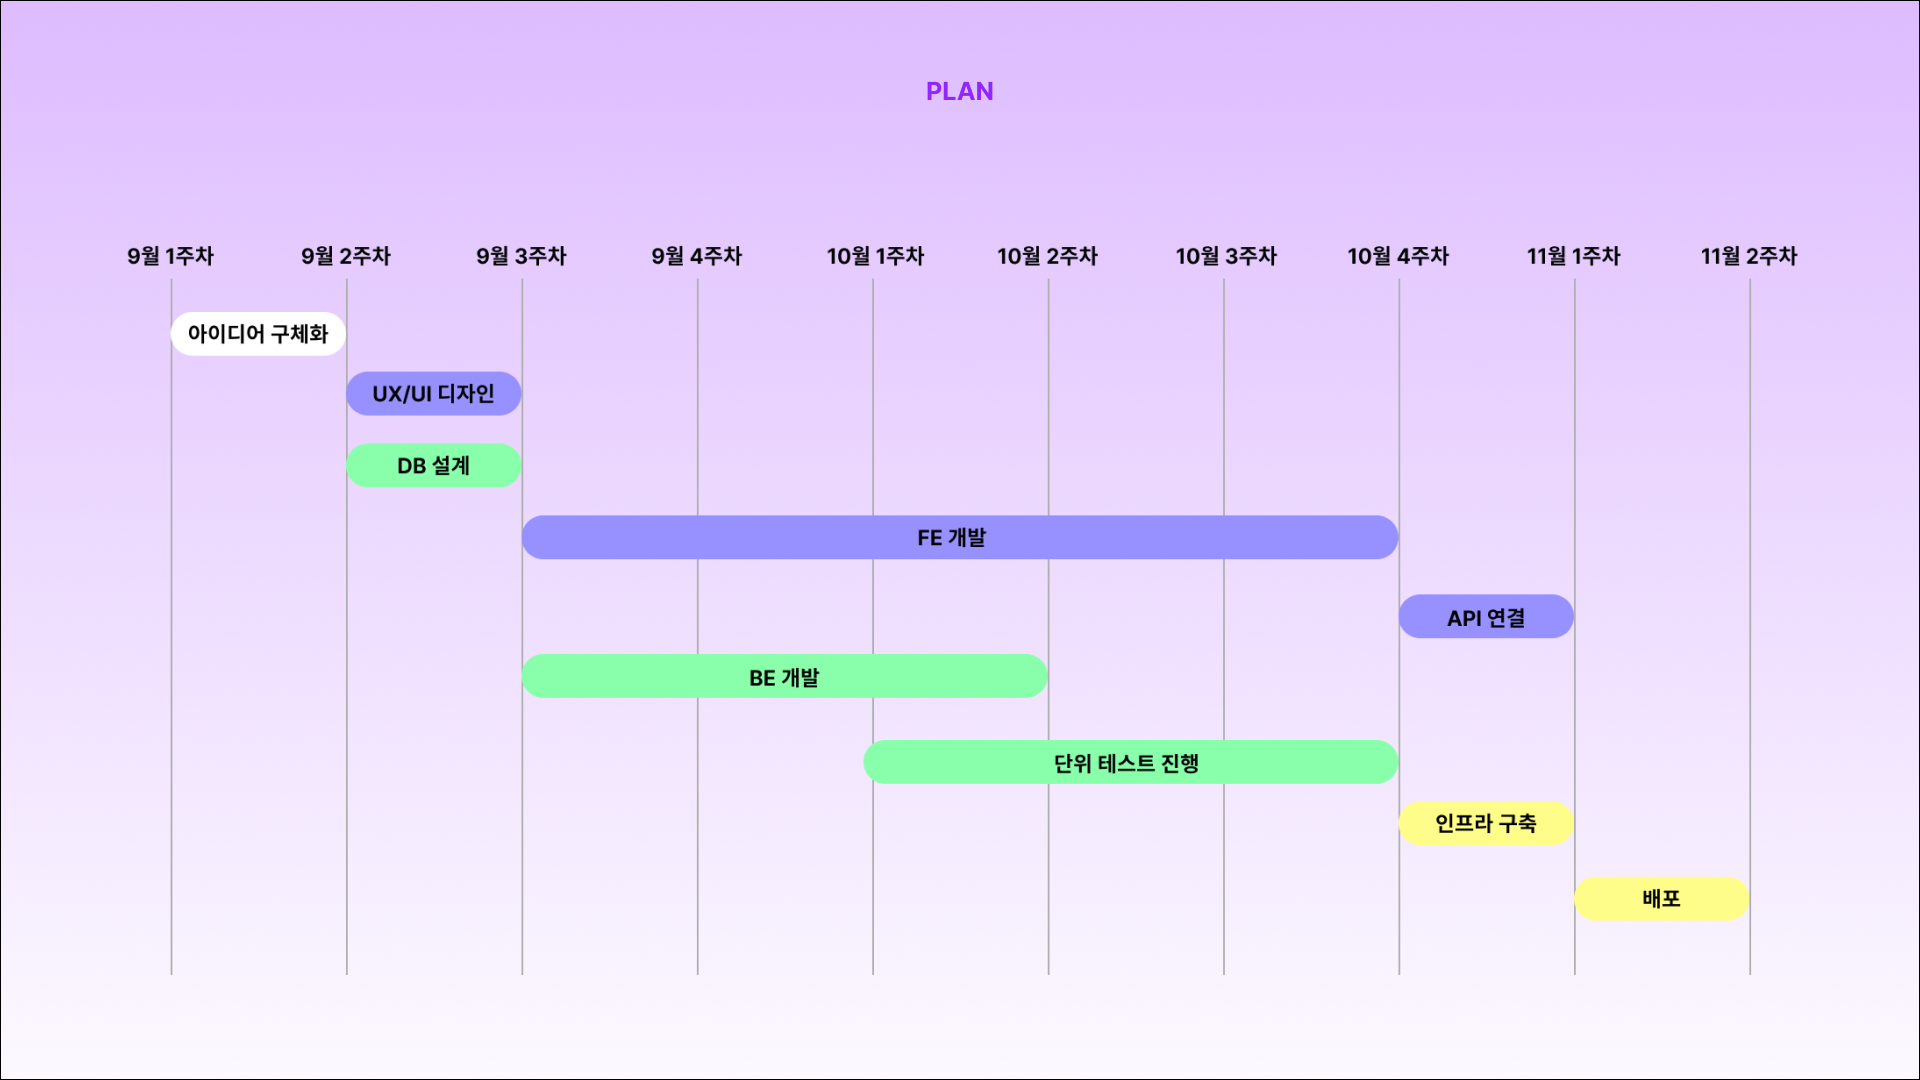 PLAN
9월 1주차
9월 2주차
9월 3주차
9월 4주차
10월 1주차
10월 2주차
10월 3주차
10월 4주차
11월 1주차
11월 2주차
아이디어 구체화
UX/UI 디자인
DB 설계
FE 개발
API 연결
BE 개발
단위 테스트 진행
인프라 구축
배포